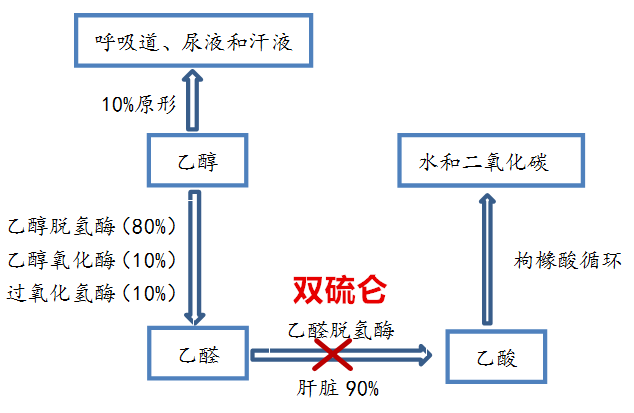 呼吸道、尿液和汗液
10%原形
乙醇
水和二氧化碳
乙醇脱氢酶(80%)
乙醇氧化酶(10%)
过氧化氢酶(10%)
枸橼酸循环
双硫仑
乙醛脱氢酶
乙醛
乙酸
肝脏 90%